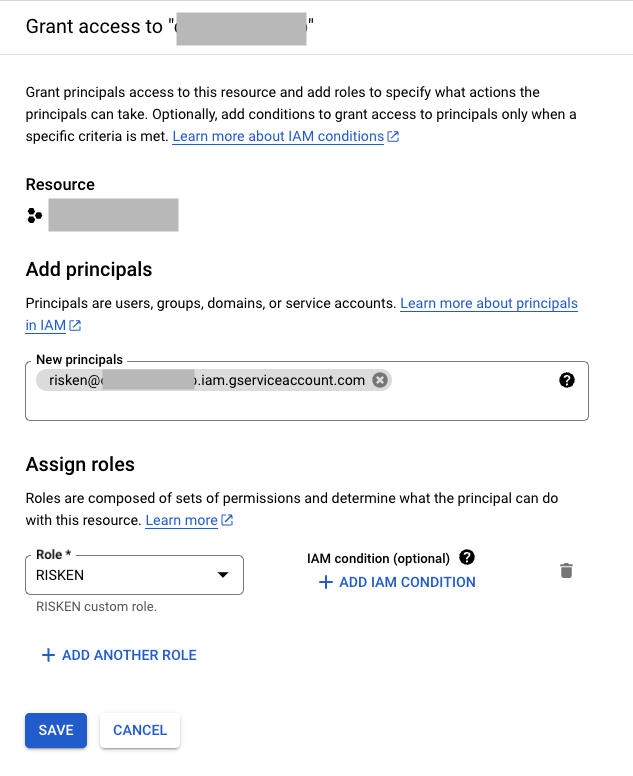 Grant access to "
Grant principals access to this resource and add roles to specify what actions the
principals can take. Optionally, add conditions to grant access to principals only when a
specific criteria is met. Learn more about IAM conditions
Resource
Add principals
Principals are users, groups, domains, or service accounts. Learn more about principals
in IAM
New principals
risken@ .iam.gserviceaccount.com
Assign roles
Roles are composed of sets of permissions and determine what the principal can do
with this resource. Learn more
Role *
IAM condition (optional)
RISKEN
+ ADD IAM CONDITION
RISKEN custom role.
+ ADD ANOTHER ROLE
SAVE CANCEL